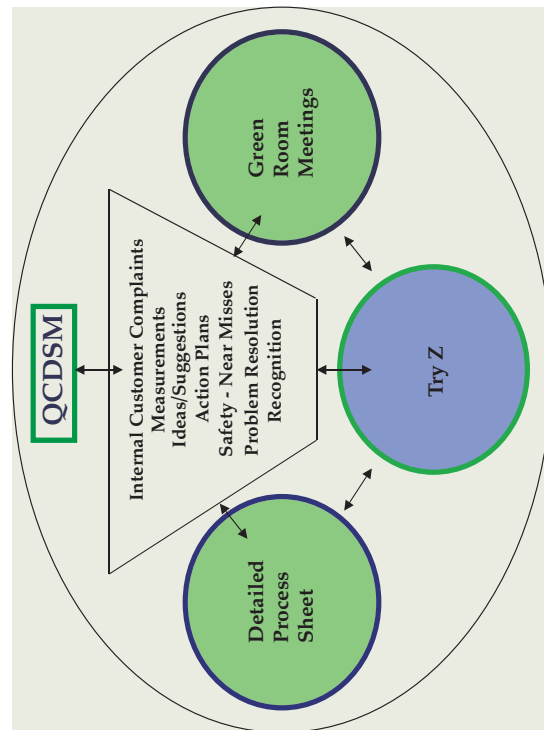 QCDSM
Internal Customer Complaints
Measurements
Ideas/Suggestions
Action Plans
Safety - Near Misses
Problem Resolution
Recognition
Detailed
Process
Sheet
Green
Room
Meetings
Try Z